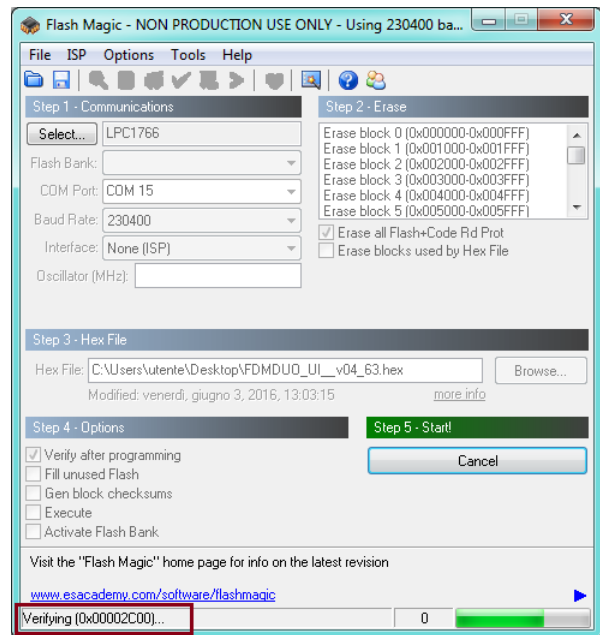 Flash Magic - NON PRODUCTION USE ONLY - Using 230400 ba...
File ISP Options Tools Help
Step 1 - Communications
Select... LPC1766
Flash Bank:
COM Port: COM 15
Baud Rate: 230400
Interface: None (ISP)
Oscillator (MHz):
Step 2 - Erase
Erase block 0 (0x000000-0x000FFF)
Erase block 1 (0x001000-0x001FFF)
Erase block 2 (0x002000-0x002FFF)
Erase block 3 (0x003000-0x003FFF)
Erase block 4 (0x004000-0x004FFF)
Erase block 5 (0x005000-0x005FFF)
Erase all Flash+Code Rd Prot
Erase blocks used by Hex File
Step 3 - Hex File
Hex File: C:\Users\utente\Desktop\FDMDUO_UI__v04_63.hex Browse...
Modified: venerdì, giugno 3, 2016, 13:03:15 more info
Step 4 - Options
Verify after programming
Fill unused Flash
Gen block checksums
Execute
Activate Flash Bank
Step 5 - Start!
Cancel
Visit the "Flash Magic" home page for info on the latest revision
www.esacademy.com/software/flashmagic
Verifying (0x00002C00)... 0